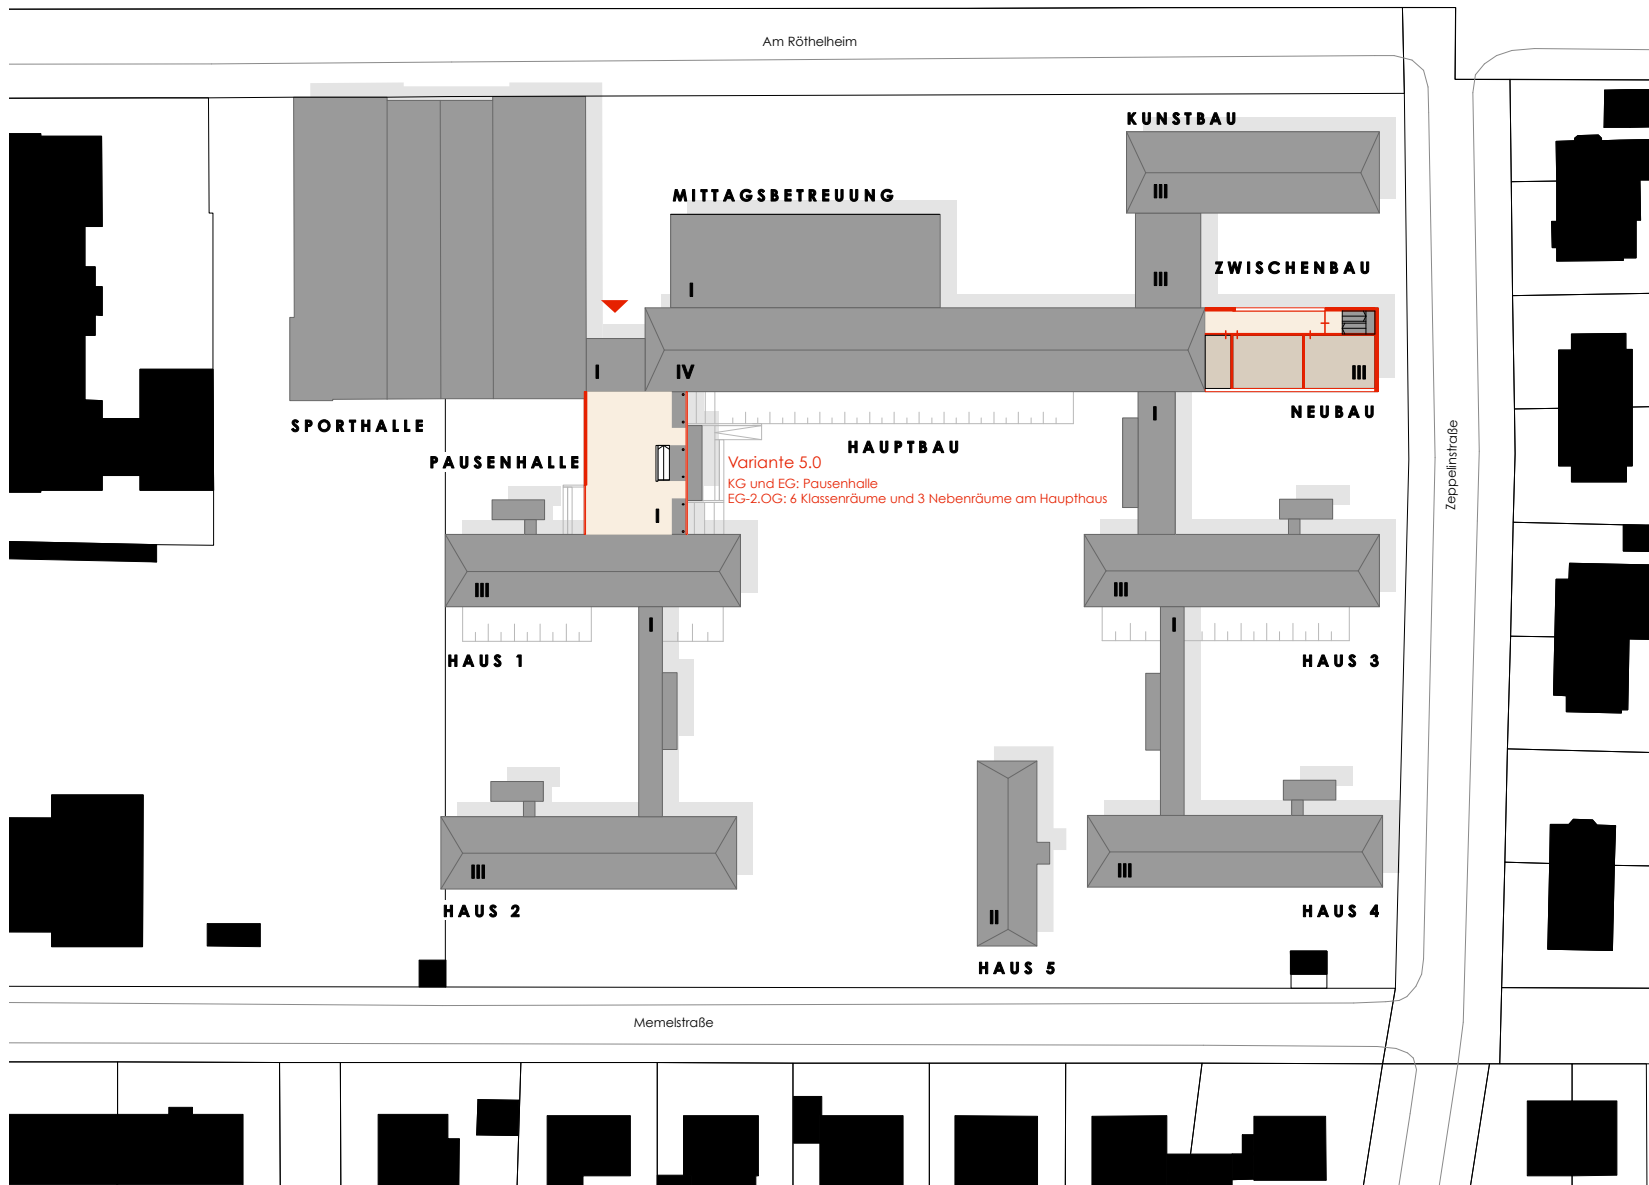 Am Röthelheim
KUNSTBAU
III
MITTAGSBETREUUNG
I
III
ZWISCHENBAU
I
IV
III
NEUBAU
SPORTHALLE
I
HAUPTBAU
PAUSENHALLE
Variante 5.0
KG und EG: Pausenhalle
EG-2.OG: 6 Klassenräume und 3 Nebenräume am Haupthaus
Zeppelinstraße
I
III
III
I
I
HAUS 1
HAUS 3
III
III
HAUS 2
HAUS 4
II
HAUS 5
Memelstraße